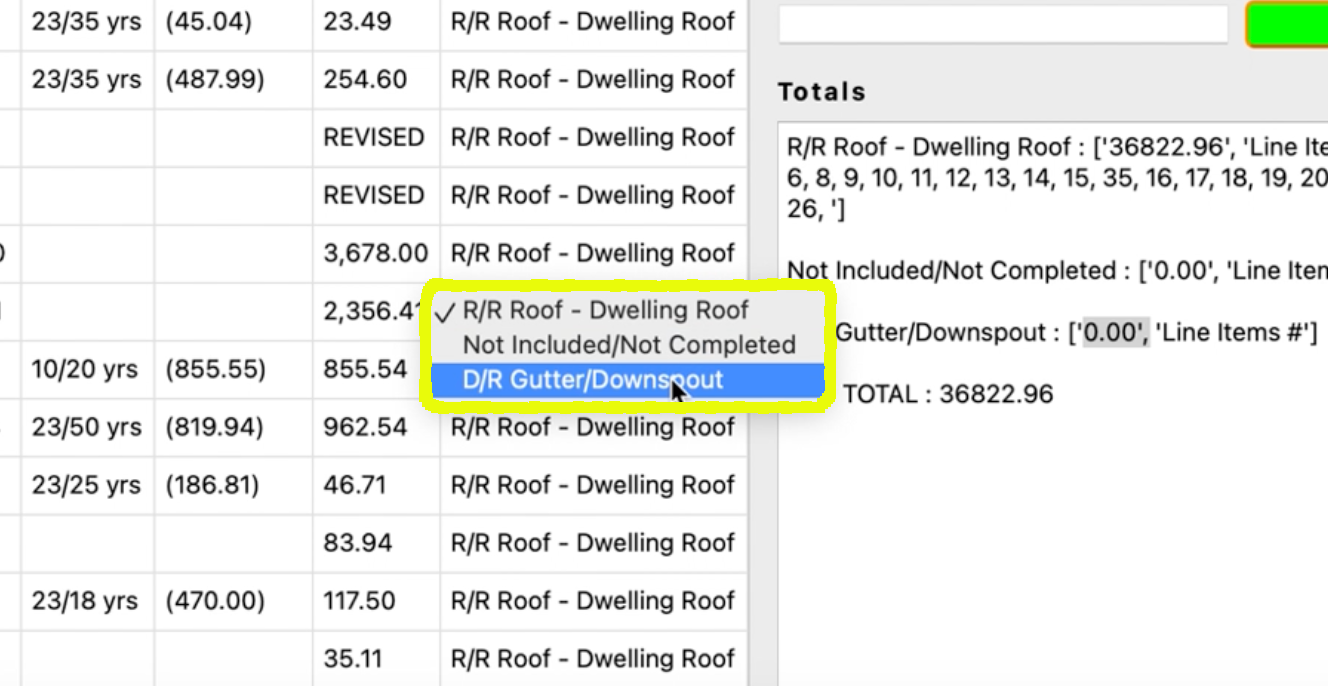 23/35 yrs (45.04) 23.49 R/R Roof - Dwelling Roof
23/35 yrs (487.99) 254.60 R/R Roof - Dwelling Roof
REVISED R/R Roof - Dwelling Roof
REVISED R/R Roof - Dwelling Roof
3,678.00 R/R Roof - Dwelling Roof
2,356.41
10/20 yrs (855.55) 855.54
23/50 yrs (819.94) 962.54 R/R Roof - Dwelling Roof
23/25 yrs (186.81) 46.71 R/R Roof - Dwelling Roof
83.94 R/R Roof - Dwelling Roof
23/18 yrs (470.00) 117.50 R/R Roof - Dwelling Roof
35.11 R/R Roof - Dwelling Roof
✓ R/R Roof - Dwelling Roof
Not Included/Not Completed
D/R Gutter/Downspout
Totals
R/R Roof - Dwelling Roof : ['36822.96', 'Line Ite
6, 8, 9, 10, 11, 12, 13, 14, 15, 35, 16, 17, 18, 19, 20
26, ']
Not Included/Not Completed : ['0.00', 'Line Item
Gutter/Downspout : ['0.00', 'Line Items #']
TOTAL : 36822.96